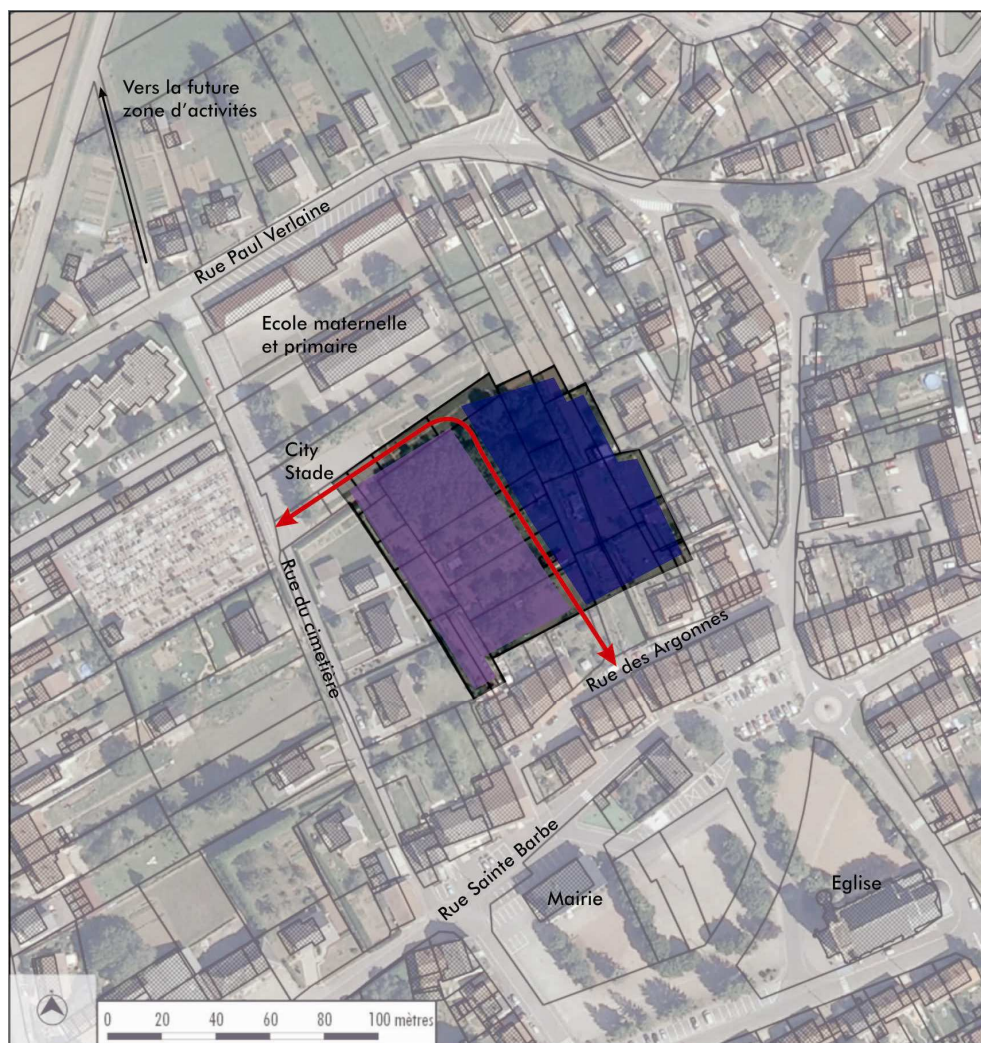 Vers la future
zone d'activités
Rue Paul Verlaine
Ecole maternelle
et primaire
City
Stade
Rue du cimetière
Rue des Argonnes
Rue Sainte Barbe
Mairie
Eglise
0 20 40 60 80 100 mètres